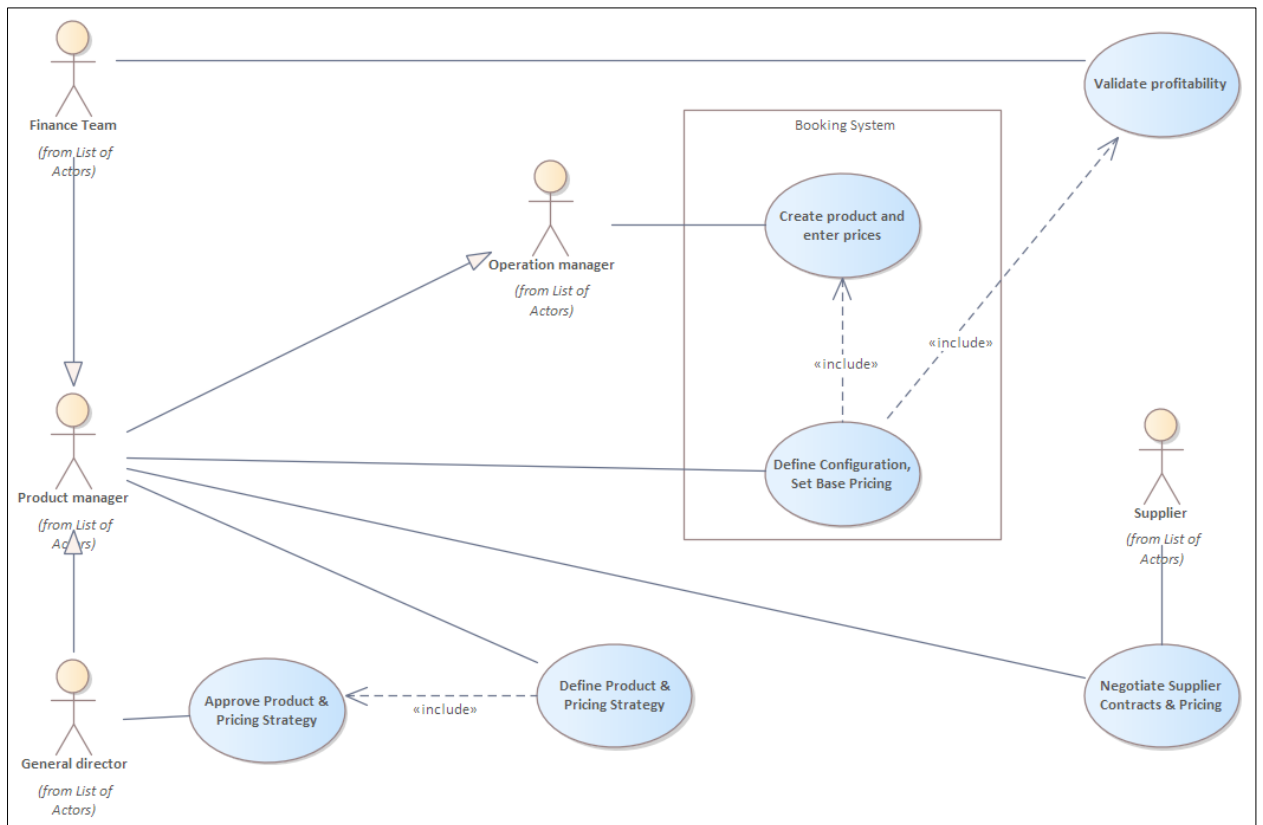 Finance Team
(from List of
Actors)
Validate profitability
Booking System
Create product and
enter prices
Operation manager
(from List of
Actors)
«include»
«include»
Product manager
(from List of
Actors)
Define Configuration,
Set Base Pricing
Supplier
(from List of
Actors)
General director
(from List of
Actors)
Approve Product &
Pricing Strategy
«include»
Define Product &
Pricing Strategy
Negotiate Supplier
Contracts & Pricing